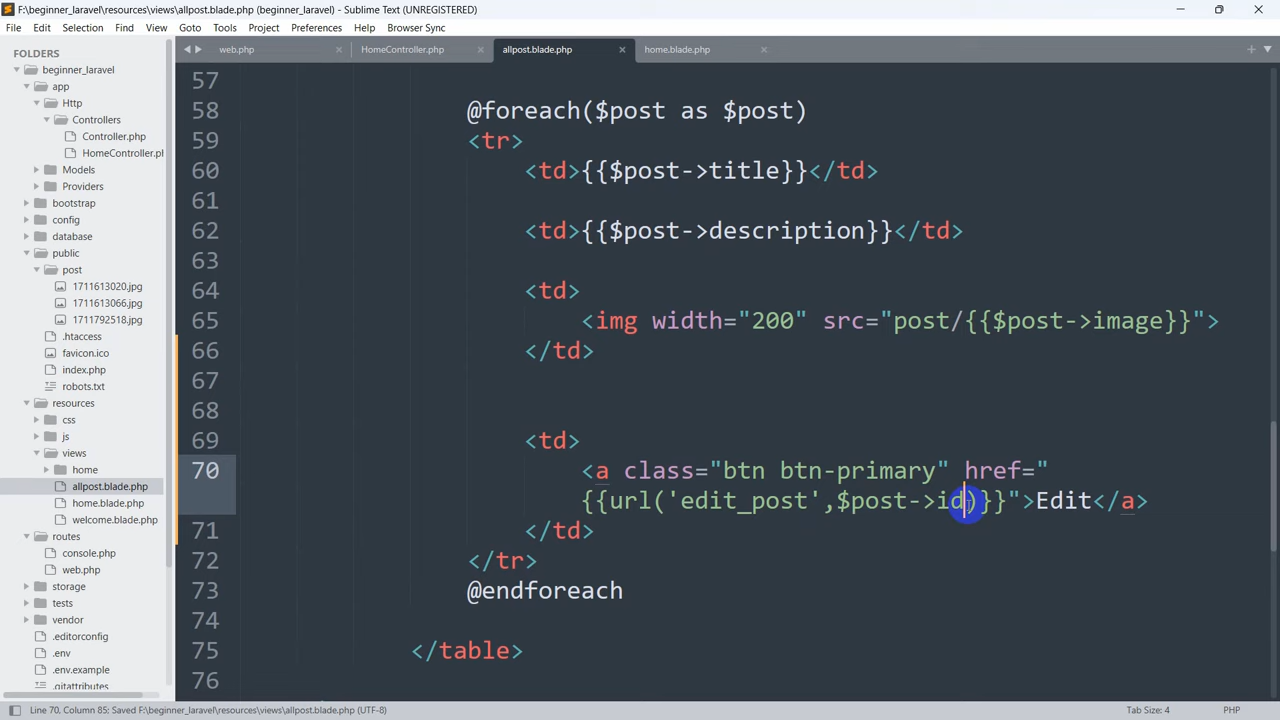 F:\beginner_laravel\resources\views\allpost.blade.php (beginner_laravel) - Sublime Text (UNREGISTERED)
File Edit Selection Find View Goto Tools Project Preferences Help Browser Sync
FOLDERS
beginner_laravel
app
Http
Controllers
Controller.php
HomeController.pl
Models
Providers
bootstrap
config
database
public
post
1711613020.jpg
1711613066.jpg
1711792518.jpg
.htaccess
favicon.ico
index.php
robots.txt
resources
css
js
views
home
allpost.blade.php
home.blade.php
welcome.blade.php
routes
console.php
web.php
storage
tests
vendor
.editorconfig
.env
.env.example
.gitattributes
web.php HomeController.php allpost.blade.php home.blade.php
57
58 @foreach($post as $post)
59 <tr>
60 <td>{{$post->title}}</td>
61
62 <td>{{$post->description}}</td>
63
64 <td>
65 <img width="200" src="post/{{$post->image}}">
66 </td>
67
68
69 <td>
70 <a class="btn btn-primary" href="
{{url('edit_post',$post->id)}}">Edit</a>
71 </td>
72 </tr>
73 @endforeach
74
75 </table>
76
Line 70, Column 85: Saved F:\beginner_laravel\resources\views\allpost.blade.php (UTF-8) Tab Size: 4 PHP